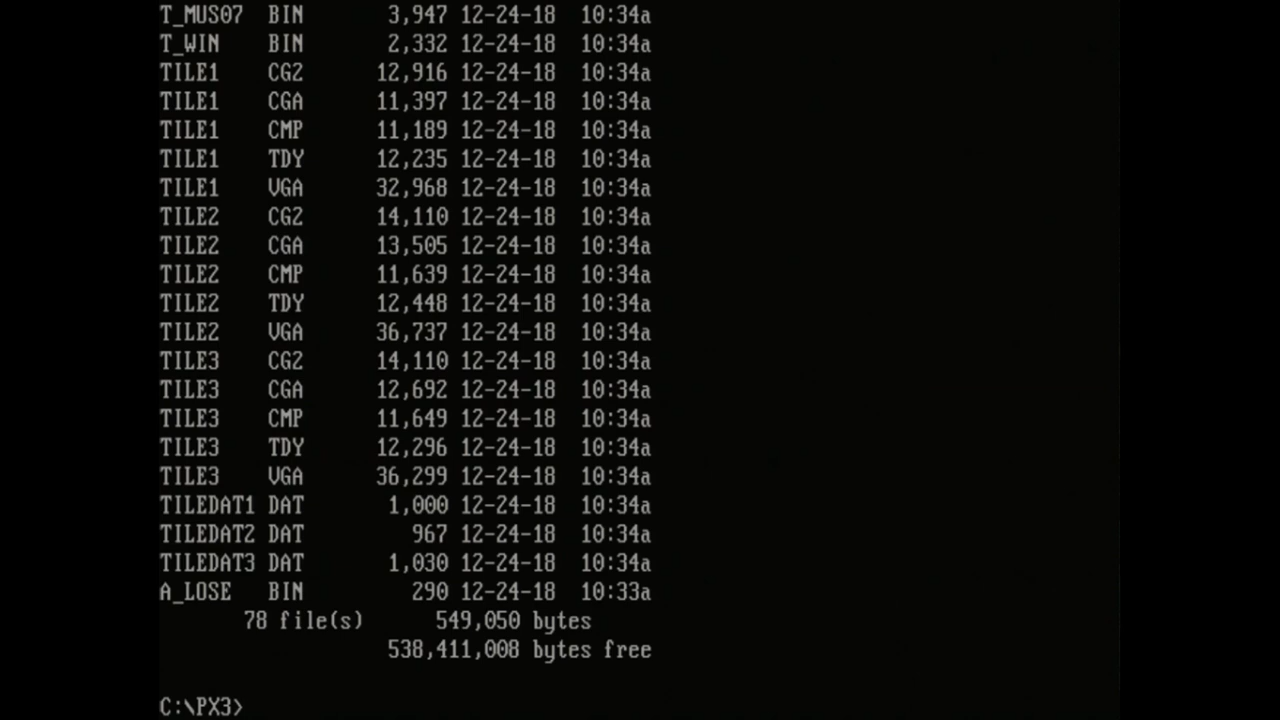 T_MUS07  BIN         3,947 12-24-18  10:34a
T_WIN    BIN         2,332 12-24-18  10:34a
TILE1    CG2        12,916 12-24-18  10:34a
TILE1    CGA        11,397 12-24-18  10:34a
TILE1    CMP        11,189 12-24-18  10:34a
TILE1    TDY        12,235 12-24-18  10:34a
TILE1    VGA        32,968 12-24-18  10:34a
TILE2    CG2        14,110 12-24-18  10:34a
TILE2    CGA        13,505 12-24-18  10:34a
TILE2    CMP        11,639 12-24-18  10:34a
TILE2    TDY        12,448 12-24-18  10:34a
TILE2    VGA        36,737 12-24-18  10:34a
TILE3    CG2        14,110 12-24-18  10:34a
TILE3    CGA        12,692 12-24-18  10:34a
TILE3    CMP        11,649 12-24-18  10:34a
TILE3    TDY        12,296 12-24-18  10:34a
TILE3    VGA        36,299 12-24-18  10:34a
TILEDAT1 DAT         1,000 12-24-18  10:34a
TILEDAT2 DAT           967 12-24-18  10:34a
TILEDAT3 DAT         1,030 12-24-18  10:34a
A_LOSE   BIN           290 12-24-18  10:33a
78 file(s)      549,050 bytes
538,411,008 bytes free
C:\PX3>